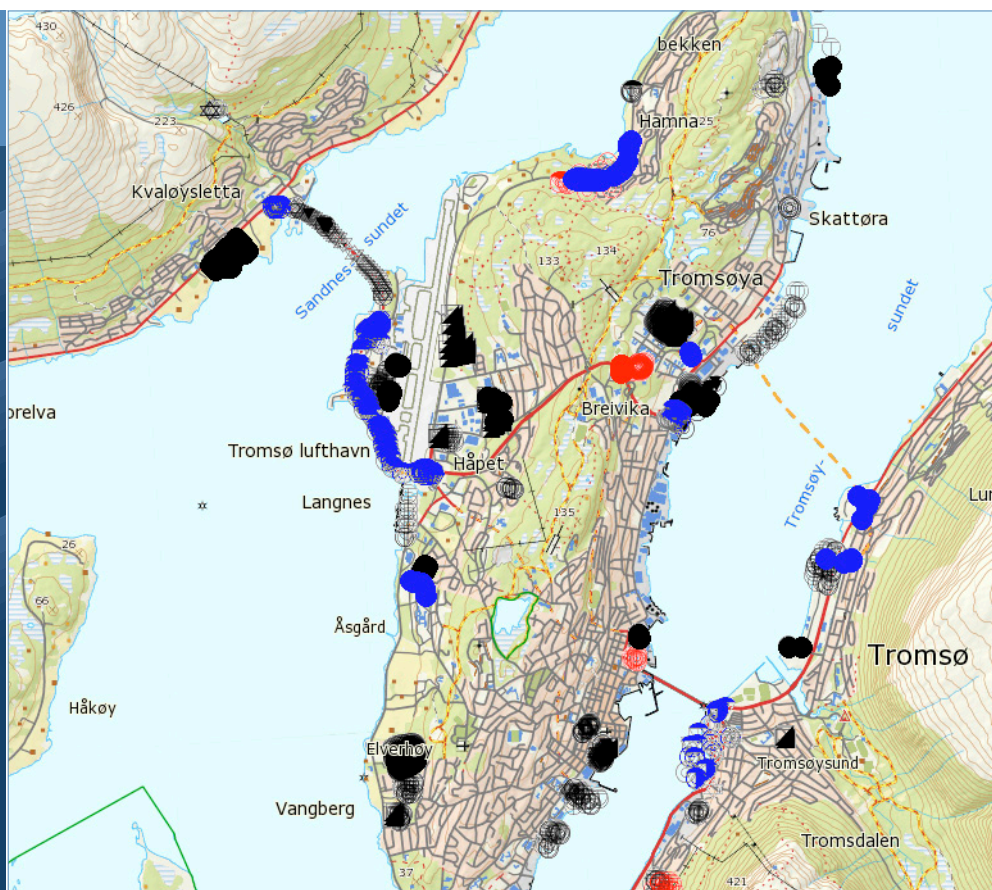 430
bekken
426
223
Hamna
25
Kvaløysletta
Skattøra
sundet
76
134
133
Sandnes-
Tromsøya
sundet
orelva
Breivika
Tromsø lufthavn
Håpet
Langnes
Tromsøy-
Lun
135
26
66
Åsgård
Tromsø
Håkøy
Elverhøy
Tromsøysund
Vangberg
Tromsdalen
37
421